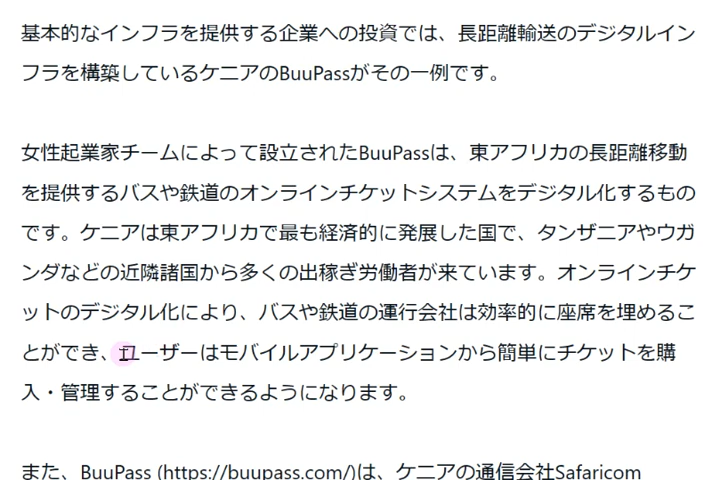 基本的なインフラを提供する企業への投資では、長距離輸送のデジタルイン
フラを構築しているケニアのBuuPassがその一例です。
女性起業家チームによって設立されたBuuPassは、東アフリカの長距離移動
を提供するバスや鉄道のオンラインチケットシステムをデジタル化するもの
です。ケニアは東アフリカで最も経済的に発展した国で、タンザニアやウガ
ンダなどの近隣諸国から多くの出稼ぎ労働者が来ています。オンラインチケ
ットのデジタル化により、バスや鉄道の運行会社は効率的に座席を埋めるこ
とができ、ユーザーはモバイルアプリケーションから簡単にチケットを購
入・管理することができるようになります。
また、BuuPass (https://buupass.com/)は、ケニアの通信会社Safaricom